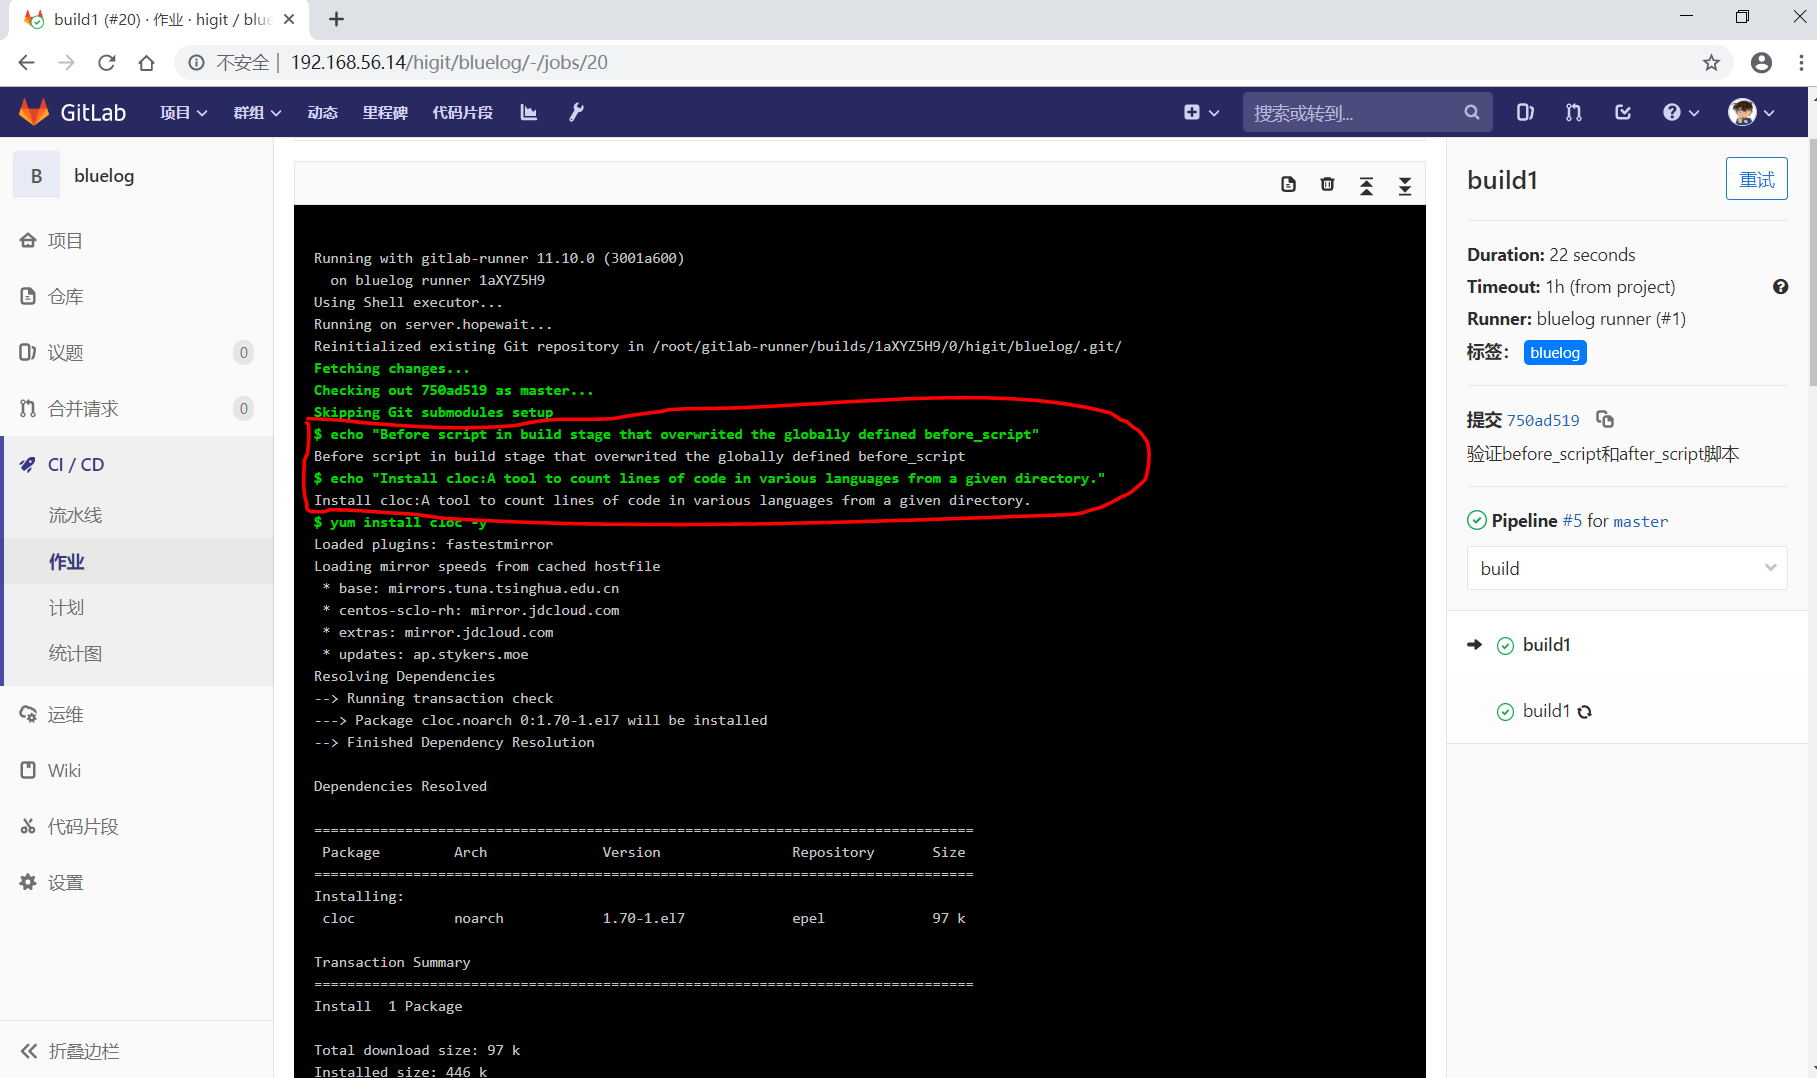 build1 (#20) · 作业 · higit / blue
不安全 | 192.168.56.14/higit/bluelog/-/jobs/20
GitLab 项目 群组 动态 里程碑 代码片段 搜索或转到...
B bluelog
项目
仓库
议题 0
合并请求 0
CI / CD
流水线
作业
计划
统计图
运维
Wiki
代码片段
设置
折叠边栏
Running with gitlab-runner 11.10.0 (3001a600)
on bluelog runner 1aXYZ5H9
Using Shell executor...
Running on server.hopewait...
Reinitialized existing Git repository in /root/gitlab-runner/builds/1aXYZ5H9/0/higit/bluelog/.git/
Fetching changes...
Checking out 750ad519 as master...
Skipping Git submodules setup
$ echo "Before script in build stage that overwrited the globally defined before_script"
Before script in build stage that overwrited the globally defined before_script
$ echo "Install cloc:A tool to count lines of code in various languages from a given directory."
Install cloc:A tool to count lines of code in various languages from a given directory.
$ yum install cloc -y
Loaded plugins: fastestmirror
Loading mirror speeds from cached hostfile
* base: mirrors.tuna.tsinghua.edu.cn
* centos-sclo-rh: mirror.jdcloud.com
* extras: mirror.jdcloud.com
* updates: ap.stykers.moe
Resolving Dependencies
--> Running transaction check
---> Package cloc.noarch 0:1.70-1.el7 will be installed
--> Finished Dependency Resolution
Dependencies Resolved
================================================================================
Package Arch Version Repository Size
================================================================================
Installing:
cloc noarch 1.70-1.el7 epel 97 k
Transaction Summary
================================================================================
Install 1 Package
Total download size: 97 k
Installed size: 446 k
build1 重试
Duration: 22 seconds
Timeout: 1h (from project)
Runner: bluelog runner (#1)
标签: bluelog
提交 750ad519
验证before_script和after_script脚本
Pipeline #5 for master
build
build1
build1